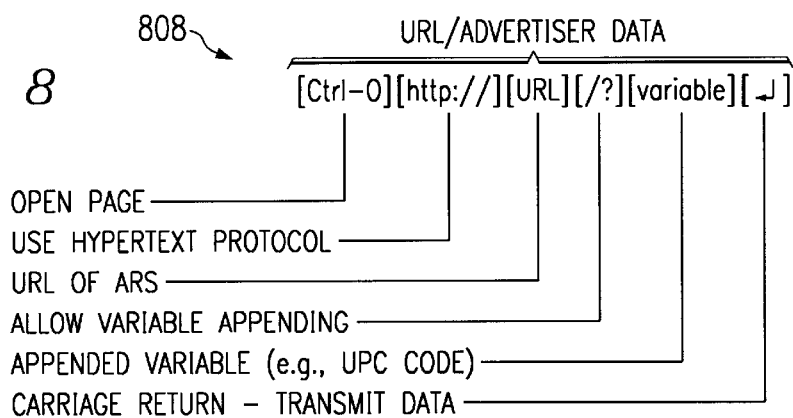 808
URL/ADVERTISER DATA
8
[Ctrl-O][http://][URL][/?][variable][↵]
OPEN PAGE
USE HYPERTEXT PROTOCOL
URL OF ARS
ALLOW VARIABLE APPENDING
APPENDED VARIABLE (e.g., UPC CODE)
CARRIAGE RETURN - TRANSMIT DATA